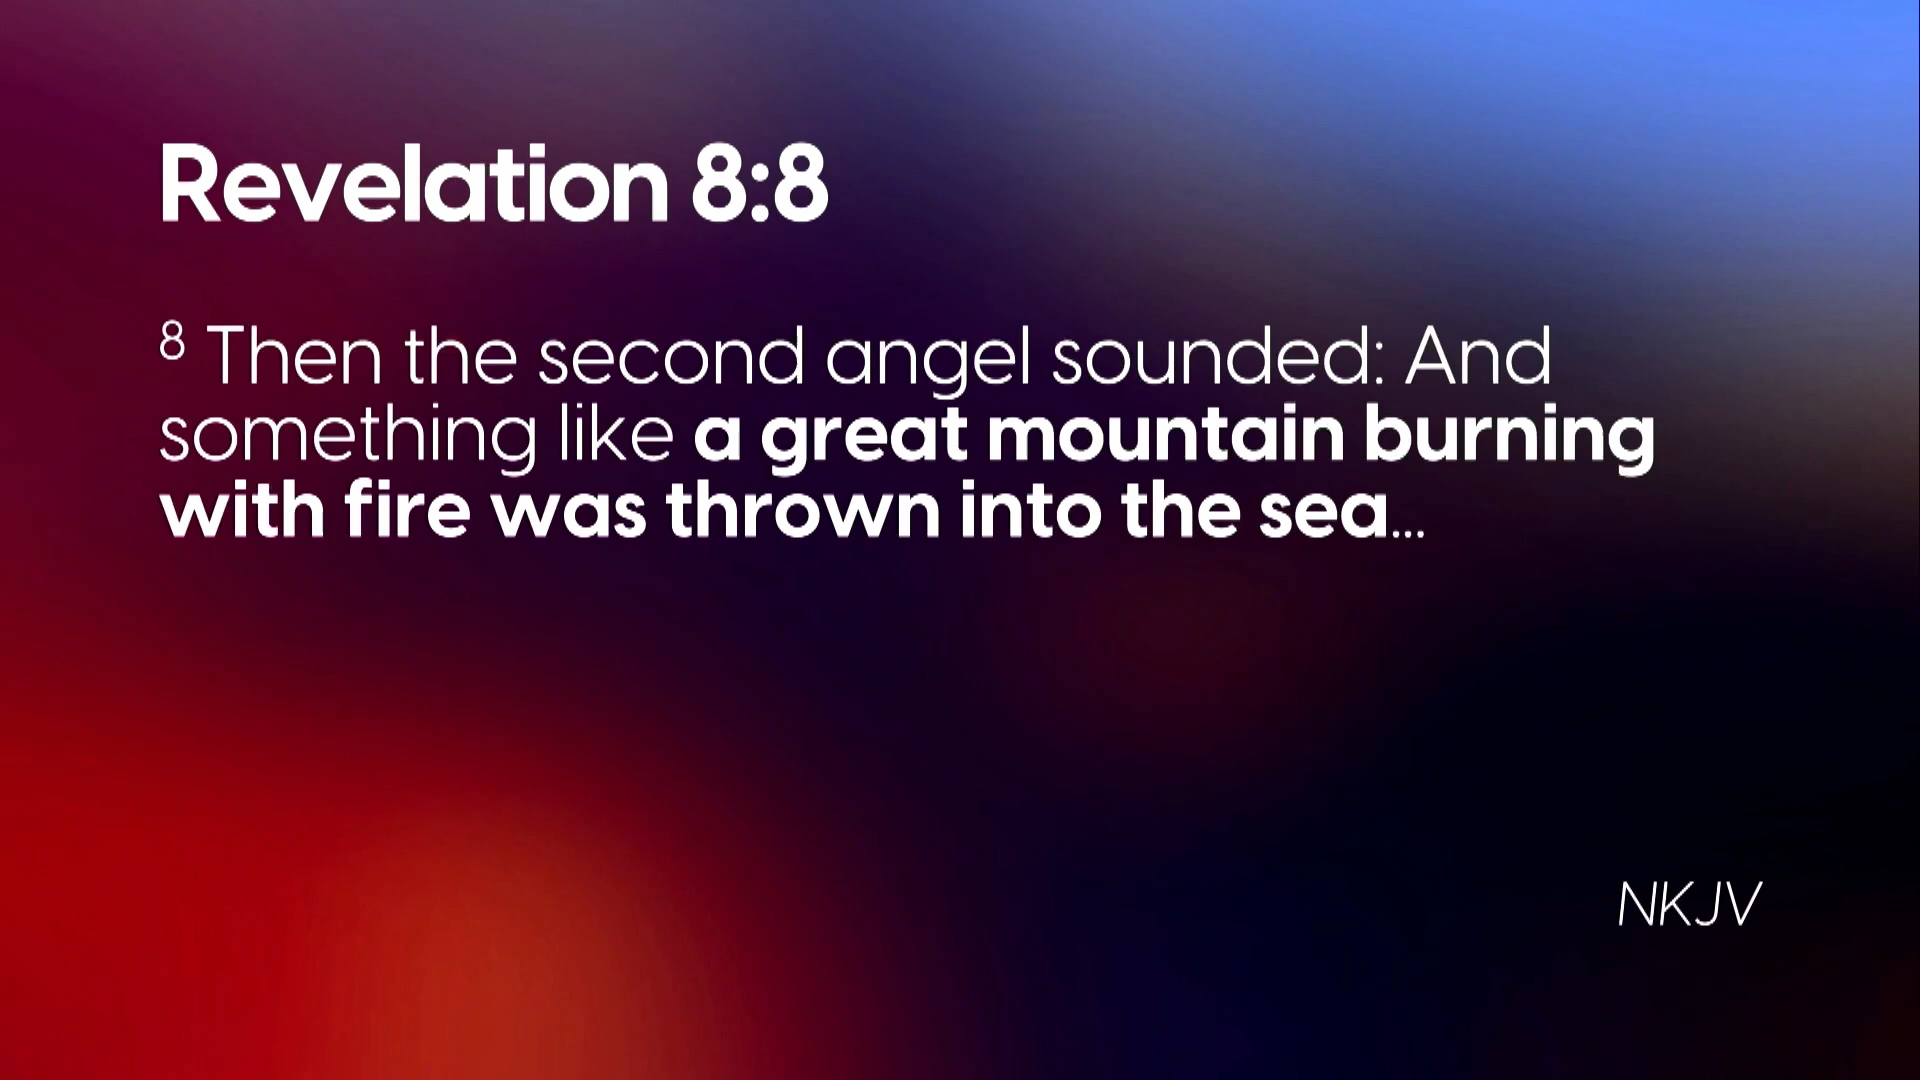 Revelation 8:8
8 Then the second angel sounded: And
something like a great mountain burning
with fire was thrown into the sea...
NKJV